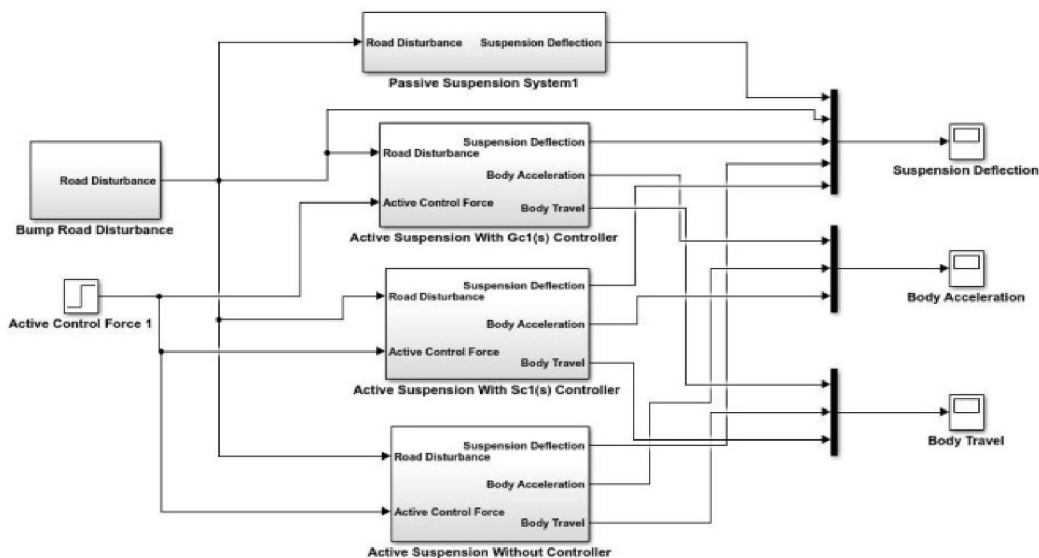 Road Disturbance
Suspension Deflection
Passive Suspension System1
Suspension Deflection
Road Disturbance
Body Acceleration
Active Control Force
Body Travel
Active Suspension With Gc1(s) Controller
Road Disturbance
Bump Road Disturbance
Suspension Deflection
Active Control Force 1
Suspension Deflection
Road Disturbance
Body Acceleration
Active Control Force
Body Travel
Active Suspension With Sc1(s) Controller
Body Acceleration
Suspension Deflection
Road Disturbance
Body Acceleration
Active Control Force
Body Travel
Active Suspension Without Controller
Body Travel